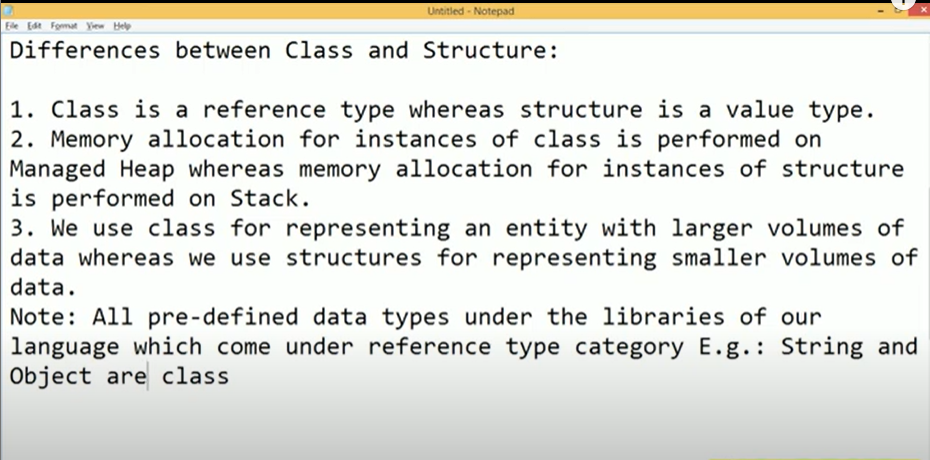 Untitled - Notepad
File Edit Format View Help
Differences between Class and Structure:
1. Class is a reference type whereas structure is a value type.
2. Memory allocation for instances of class is performed on
Managed Heap whereas memory allocation for instances of structure
is performed on Stack.
3. We use class for representing an entity with larger volumes of
data whereas we use structures for representing smaller volumes of
data.
Note: All pre-defined data types under the libraries of our
language which come under reference type category E.g.: String and
Object are class